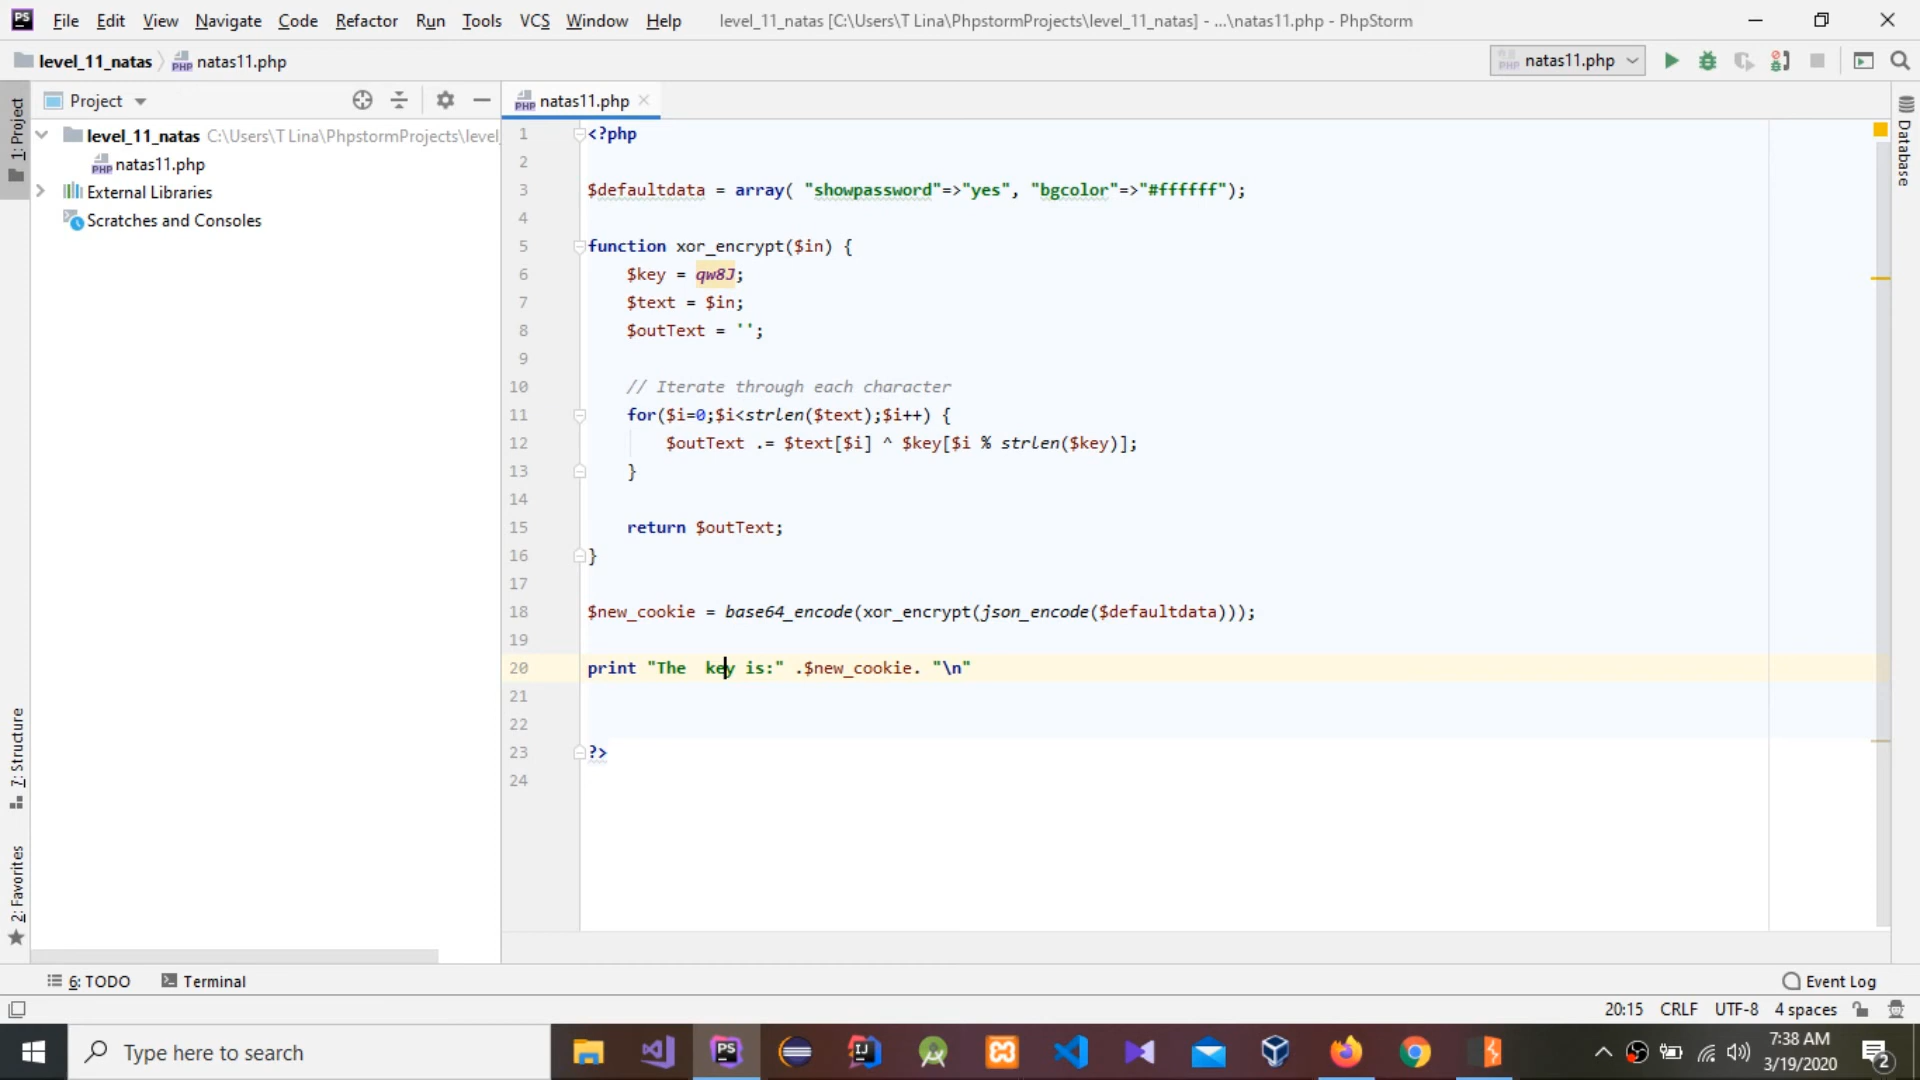 PS File Edit View Navigate Code Refactor Run Tools VCS Window Help level_11_natas [C:\Users\T Lina\PhpstormProjects\level_11_natas] - ...\natas11.php - PhpStorm
level_11_natas natas11.php natas11.php
Project natas11.php
1: Project
level_11_natas C:\Users\T Lina\PhpstormProjects\level
natas11.php
External Libraries
Scratches and Consoles
7: Structure
2: Favorites
Database
1 <?php
2
3 $defaultdata = array( "showpassword"=>"yes", "bgcolor"=>"#ffffff");
4
5 function xor_encrypt($in) {
6 $key = qw8J;
7 $text = $in;
8 $outText = '';
9
10 // Iterate through each character
11 for($i=0;$i<strlen($text);$i++) {
12 $outText .= $text[$i] ^ $key[$i % strlen($key)];
13 }
14
15 return $outText;
16 }
17
18 $new_cookie = base64_encode(xor_encrypt(json_encode($defaultdata)));
19
20 print "The  key is:" .$new_cookie. "\n"
21
22
23 ?>
24
6: TODO Terminal Event Log
20:15 CRLF UTF-8 4 spaces
Type here to search PS 7:38 AM
3/19/2020 2